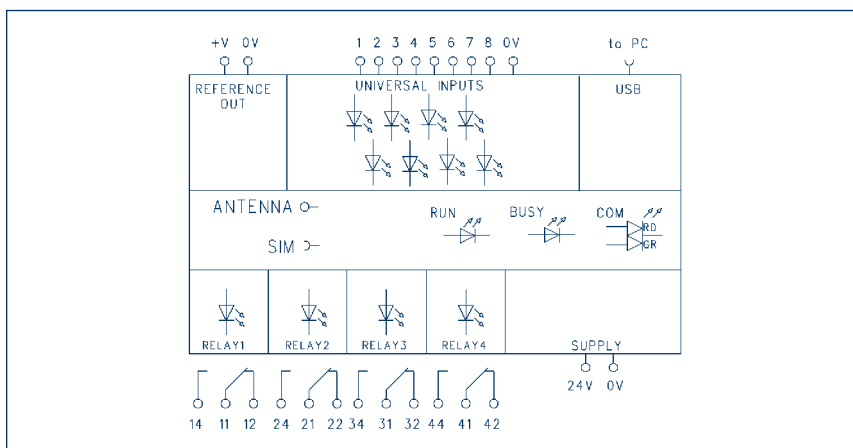 +V 0V 1 2 3 4 5 6 7 8 0V to PC
REFERENCE OUT
UNIVERSAL INPUTS
USB
ANTENNA
RUN BUSY COM
RD
GR
SIM
RELAY1 RELAY2 RELAY3 RELAY4 SUPPLY
24V 0V
14 11 12 24 21 22 34 31 32 44 41 42